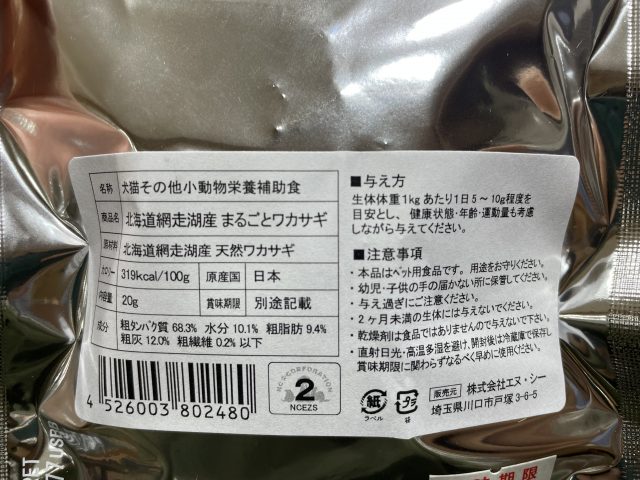 名称 犬猫その他小動物栄養補助食
商品名 北海道網走湖産 まるごとワカサギ
原材料 北海道網走湖産 天然ワカサギ
カロリー 319kcal/100g 原産国 日本
内容量 20g 賞味期限 別途記載
成分 粗タンパク質 68.3% 水分 10.1% 粗脂肪 9.4%
粗灰 12.0% 粗繊維 0.2% 以下
4 526003 802480
NC'S CORPORATION
2
NCEZS
■与え方
生体体重1kgあたり1日5~10g程度を
目安とし、健康状態・年齢・運動量も考慮
しながら与えてください。
■注意事項
・本品はペット用食品です。用途をお守りください。
・幼児・子供の手の届かない所に保管してください。
・与え過ぎにご注意ください。
・2ヶ月未満の生体には与えないでください。
・乾燥剤は食品ではありませんので与えないで下さい。
・直射日光・高温多湿を避け、開封後は冷蔵庫で保存し
賞味期限に関わらずなるべく早めに使用ください。
紙
ラベル
プラ
袋
販売元 株式会社エヌ・シー
埼玉県川口市戸塚 3-6-5
期限